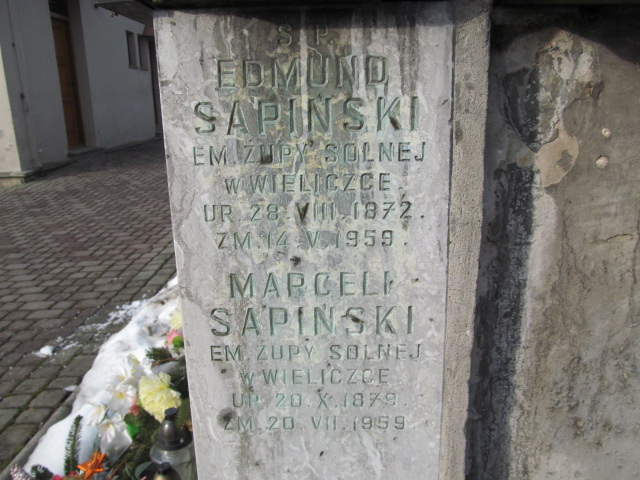 Ś. P.
EDMUND
SAPIŃSKI
EM ŻUPY SOLNEJ
W WIELICZCE
UR 28.VIII.1872.
ZM.14.V.1959.
MARCELI
SAPIŃSKI
EM ŻUPY SOLNEJ
W WIELICZCE
UR 20.X.1879.
ZM.20.VII.1959